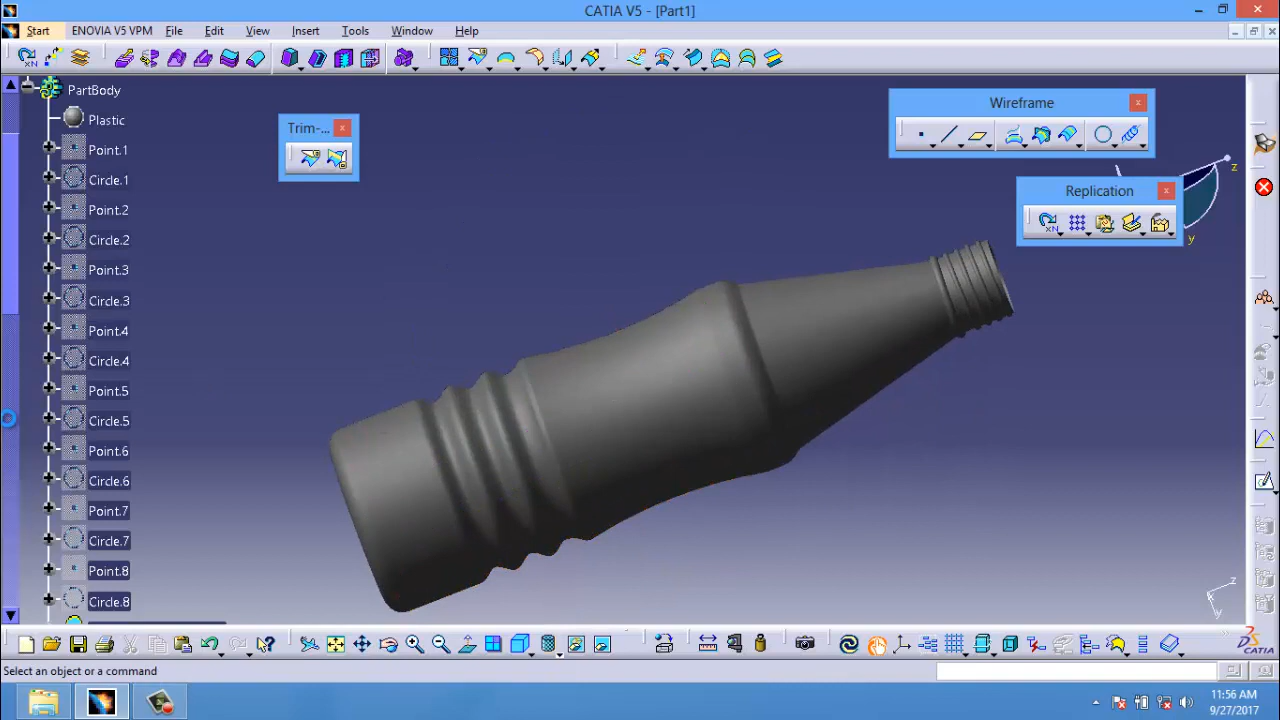 CATIA V5 - [Part1]
Start ENOVIA V5 VPM File Edit View Insert Tools Window Help
PartBody
Plastic
Point.1
Circle.1
Point.2
Circle.2
Point.3
Circle.3
Point.4
Circle.4
Point.5
Circle.5
Point.6
Circle.6
Point.7
Circle.7
Point.8
Circle.8
Trim-...
Wireframe
Replication
z
y
z
x
y
CATIA
Select an object or a command
11:56 AM
9/27/2017